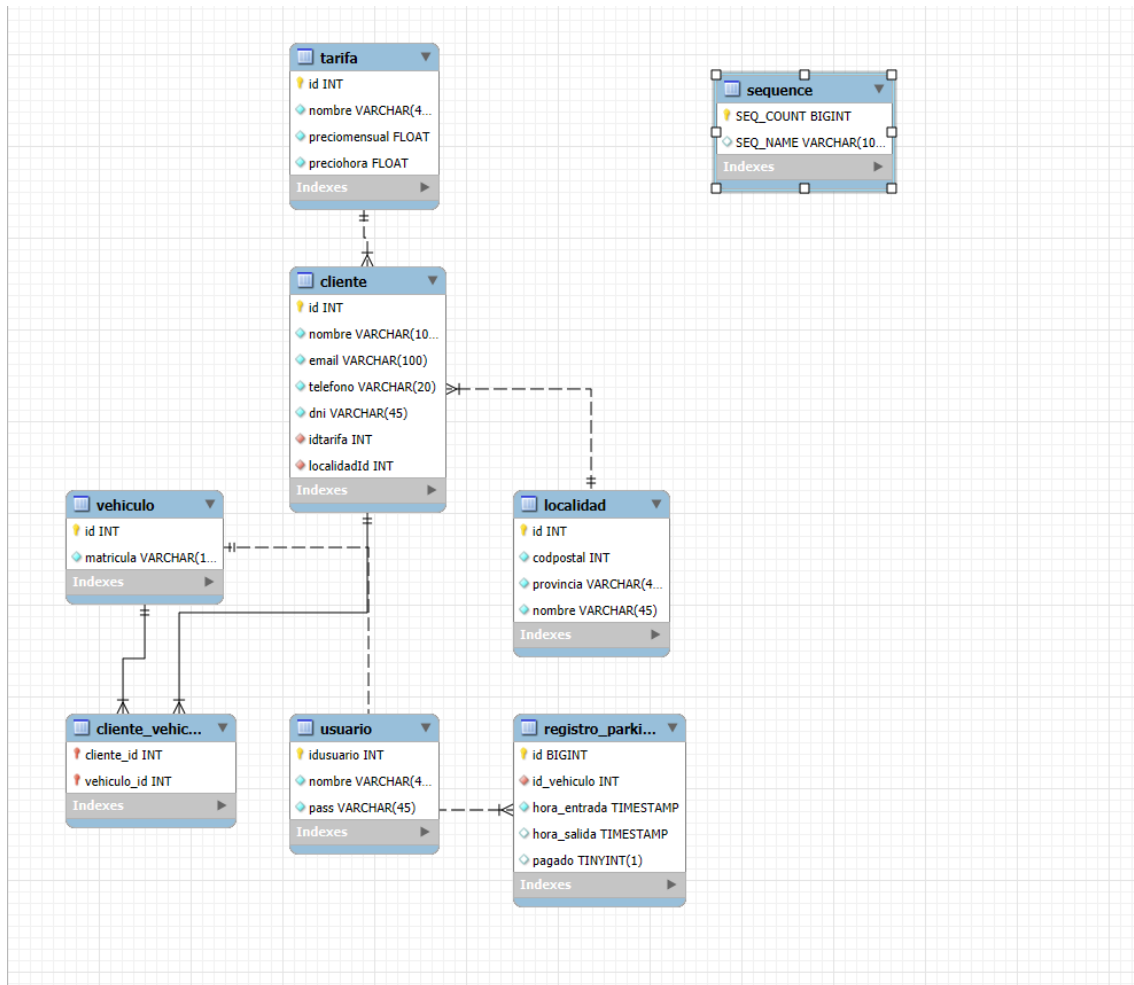 tarifa
id INT
nombre VARCHAR(4...
preciomensual FLOAT
preciohora FLOAT
Indexes
sequence
SEQ_COUNT BIGINT
SEQ_NAME VARCHAR(10...
Indexes
cliente
id INT
nombre VARCHAR(10...
email VARCHAR(100)
telefono VARCHAR(20)
dni VARCHAR(45)
idtarifa INT
localidadId INT
Indexes
vehiculo
id INT
matricula VARCHAR(1...
Indexes
localidad
id INT
codpostal INT
provincia VARCHAR(4...
nombre VARCHAR(45)
Indexes
cliente_vehic...
cliente_id INT
vehiculo_id INT
Indexes
usuario
idusuario INT
nombre VARCHAR(4...
pass VARCHAR(45)
Indexes
registro_parki...
id BIGINT
id_vehiculo INT
hora_entrada TIMESTAMP
hora_salida TIMESTAMP
pagado TINYINT(1)
Indexes